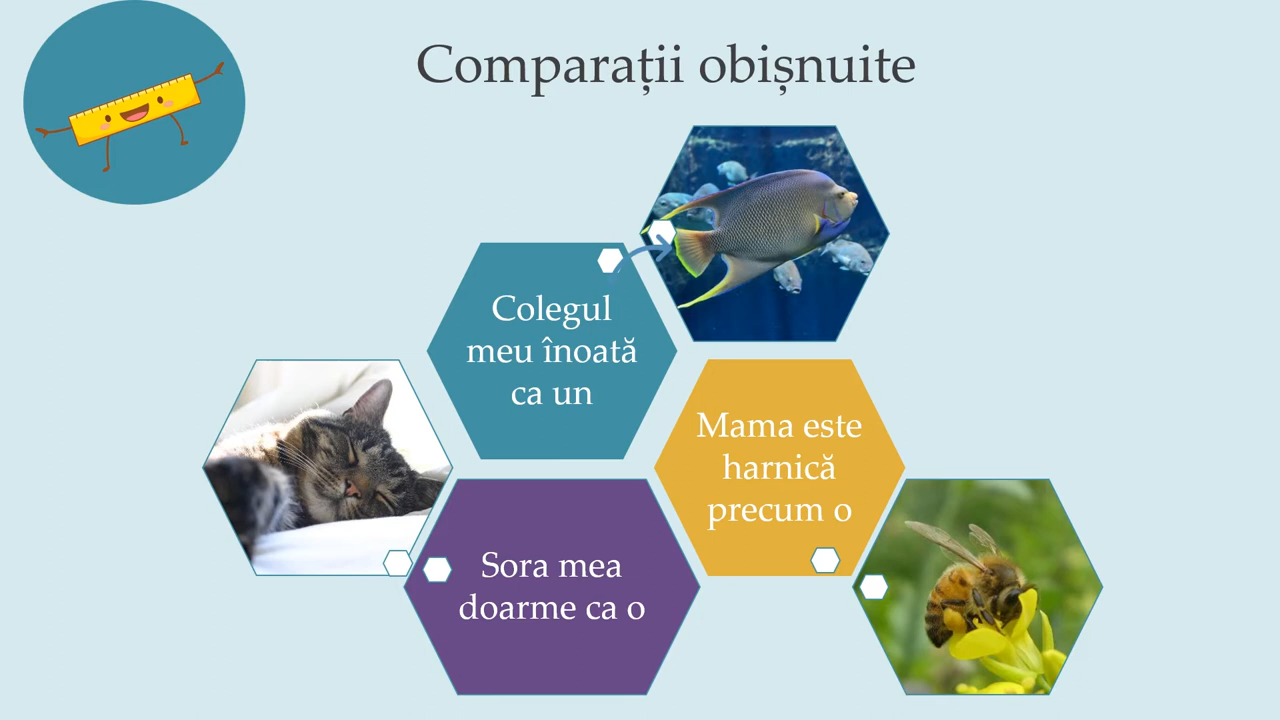 Comparații obișnuite
Colegul
meu înoată
ca un
Mama este
harnică
precum o
Sora mea
doarme ca o